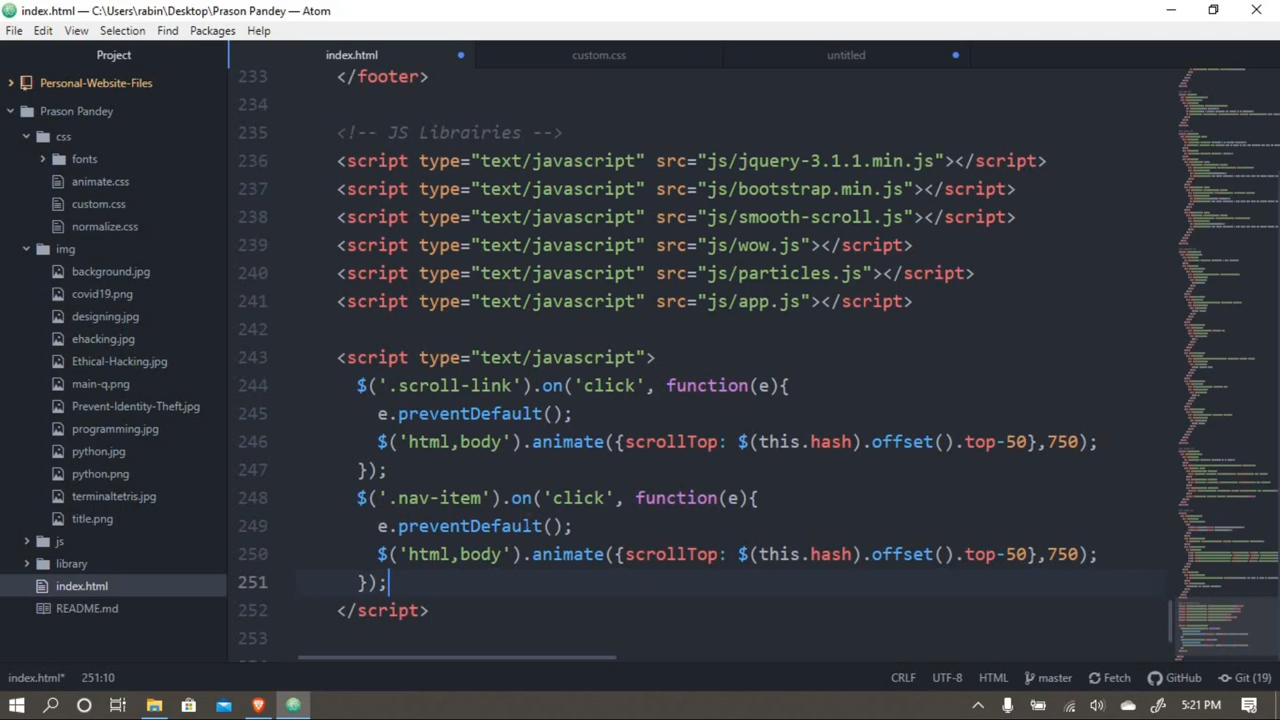 index.html — C:\Users\rabin\Desktop\Prason Pandey — Atom
File Edit View Selection Find Packages Help
Project
index.html
custom.css
untitled
Personal-Website-Files
Prason Pandey
css
fonts
animate.css
custom.css
normalize.css
img
background.jpg
covid19.png
designing.jpg
ehacking.jpg
Ethical-Hacking.jpg
main-q.png
Prevent-Identity-Theft.jpg
programming.jpg
python.jpg
python.png
terminaltetris.jpg
title.png
js
library
index.html
README.md
233 </footer>
234
235 <!-- JS Librairies -->
236 <script type="text/javascript" src="js/jquery-3.1.1.min.js"></script>
237 <script type="text/javascript" src="js/bootstrap.min.js"></script>
238 <script type="text/javascript" src="js/smooth-scroll.js"></script>
239 <script type="text/javascript" src="js/wow.js"></script>
240 <script type="text/javascript" src="js/particles.js"></script>
241 <script type="text/javascript" src="js/app.js"></script>
242
243 <script type="text/javascript">
244 $('.scroll-link').on('click', function(e){
245 e.preventDefault();
246 $('html,body').animate({scrollTop: $(this.hash).offset().top-50},750);
247 });
248 $('.nav-item').on('click', function(e){
249 e.preventDefault();
250 $('html,body').animate({scrollTop: $(this.hash).offset().top-50},750);
251 });
252 </script>
253
index.html* 251:10
CRLF UTF-8 HTML master Fetch GitHub Git (19)
5:21 PM